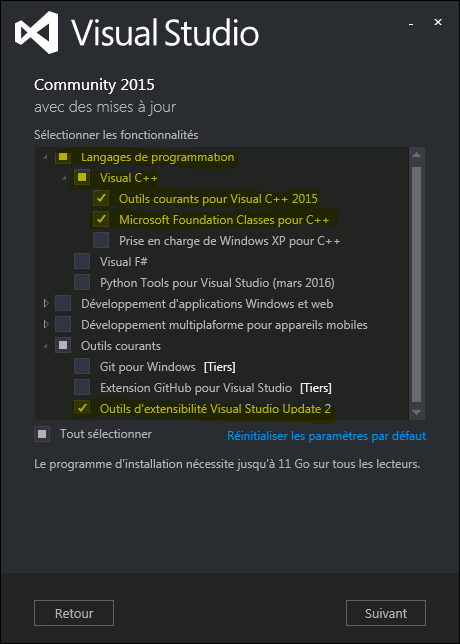 Visual Studio
Community 2015
avec des mises à jour
Sélectionner les fonctionnalités
Langages de programmation
Visual C++
Outils courants pour Visual C++ 2015
Microsoft Foundation Classes pour C++
Prise en charge de Windows XP pour C++
Visual F#
Python Tools pour Visual Studio (mars 2016)
Développement d'applications Windows et web
Développement multiplateforme pour appareils mobiles
Outils courants
Git pour Windows [Tiers]
Extension GitHub pour Visual Studio [Tiers]
Outils d'extensibilité Visual Studio Update 2
Tout sélectionner Réinitialiser les paramètres par défaut
Le programme d'installation nécessite jusqu'à 11 Go sur tous les lecteurs.
Retour Suivant